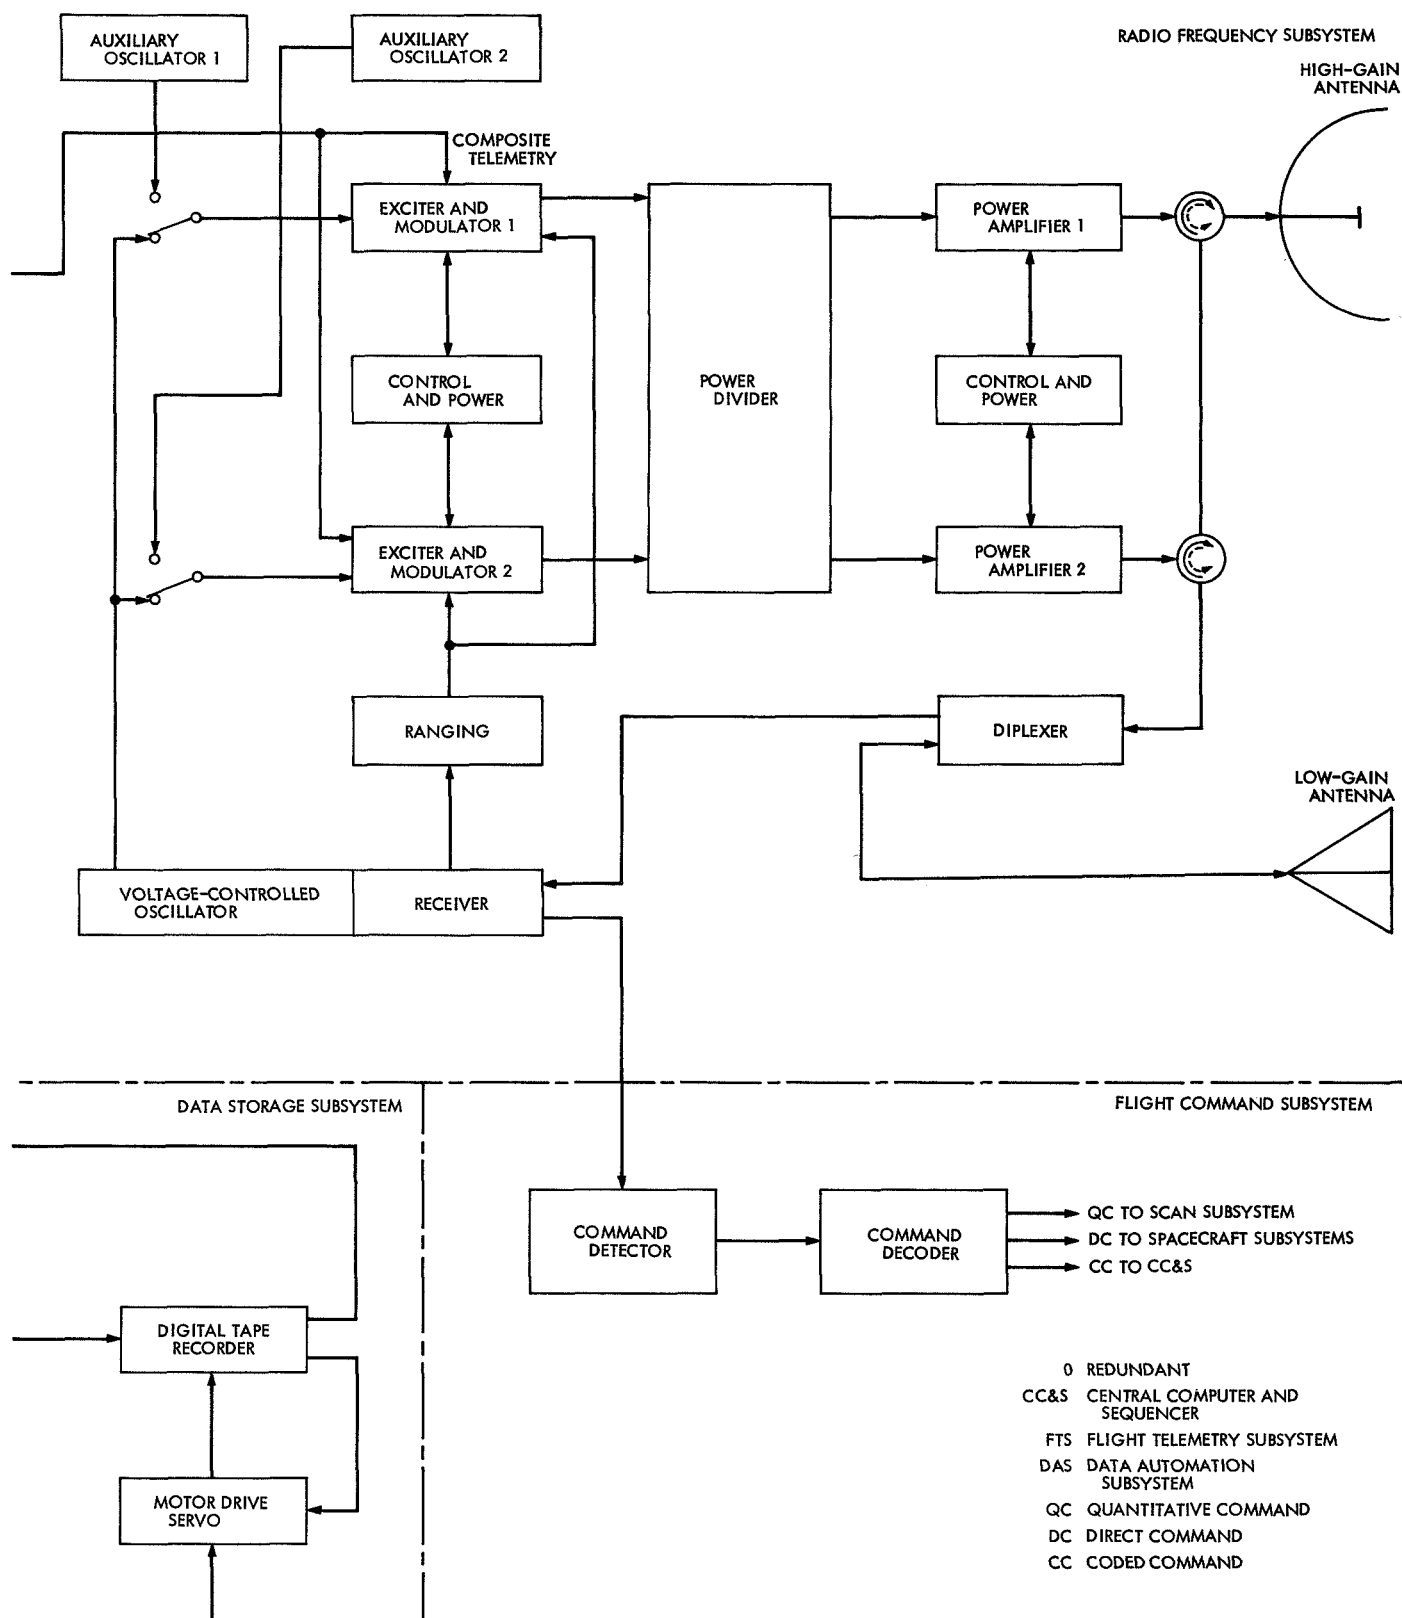 AUXILIARY
OSCILLATOR 1
AUXILIARY
OSCILLATOR 2
RADIO FREQUENCY SUBSYSTEM
HIGH-GAIN
ANTENNA
COMPOSITE
TELEMETRY
EXCITER AND
MODULATOR 1
POWER
AMPLIFIER 1
CONTROL
AND POWER
POWER
DIVIDER
CONTROL AND
POWER
EXCITER AND
MODULATOR 2
POWER
AMPLIFIER 2
RANGING
DIPLEXER
LOW-GAIN
ANTENNA
VOLTAGE-CONTROLLED
OSCILLATOR
RECEIVER
DATA STORAGE SUBSYSTEM
FLIGHT COMMAND SUBSYSTEM
COMMAND
DETECTOR
COMMAND
DECODER
QC TO SCAN SUBSYSTEM
DC TO SPACECRAFT SUBSYSTEMS
CC TO CC&S
DIGITAL TAPE
RECORDER
MOTOR DRIVE
SERVO
0 REDUNDANT
CC&S CENTRAL COMPUTER AND
SEQUENCER
FTS FLIGHT TELEMETRY SUBSYSTEM
DAS DATA AUTOMATION
SUBSYSTEM
QC QUANTITATIVE COMMAND
DC DIRECT COMMAND
CC CODED COMMAND